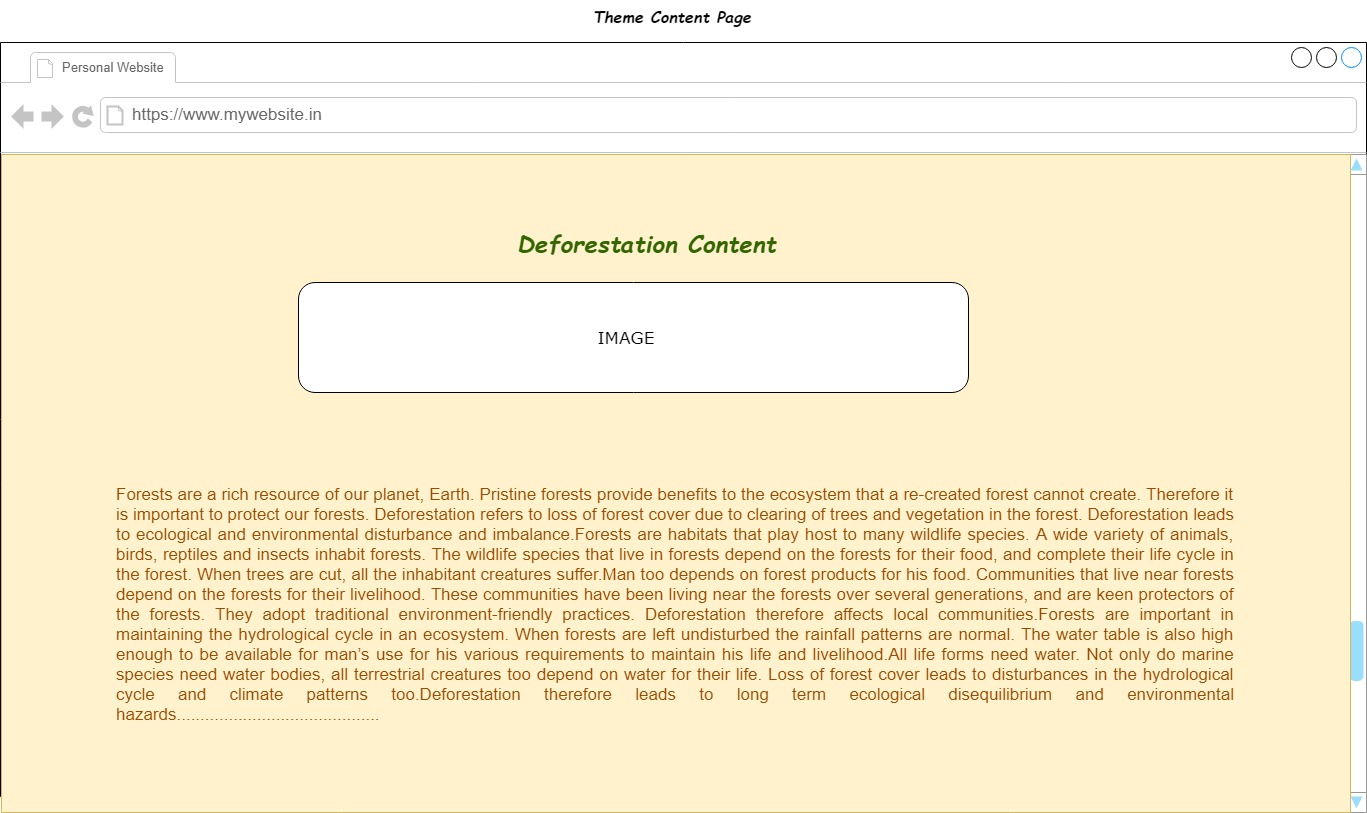 Theme Content Page
Personal Website
https://www.mywebsite.in
Deforestation Content
IMAGE
Forests are a rich resource of our planet, Earth. Pristine forests provide benefits to the ecosystem that a re-created forest cannot create. Therefore it
is important to protect our forests. Deforestation refers to loss of forest cover due to clearing of trees and vegetation in the forest. Deforestation leads
to ecological and environmental disturbance and imbalance.Forests are habitats that play host to many wildlife species. A wide variety of animals,
birds, reptiles and insects inhabit forests. The wildlife species that live in forests depend on the forests for their food, and complete their life cycle in
the forest. When trees are cut, all the inhabitant creatures suffer.Man too depends on forest products for his food. Communities that live near forests
depend on the forests for their livelihood. These communities have been living near the forests over several generations, and are keen protectors of
the forests. They adopt traditional environment-friendly practices. Deforestation therefore affects local communities.Forests are important in
maintaining the hydrological cycle in an ecosystem. When forests are left undisturbed the rainfall patterns are normal. The water table is also high
enough to be available for man’s use for his various requirements to maintain his life and livelihood.All life forms need water. Not only do marine
species need water bodies, all terrestrial creatures too depend on water for their life. Loss of forest cover leads to disturbances in the hydrological
cycle and climate patterns too.Deforestation therefore leads to long term ecological disequilibrium and environmental
hazards...........................................